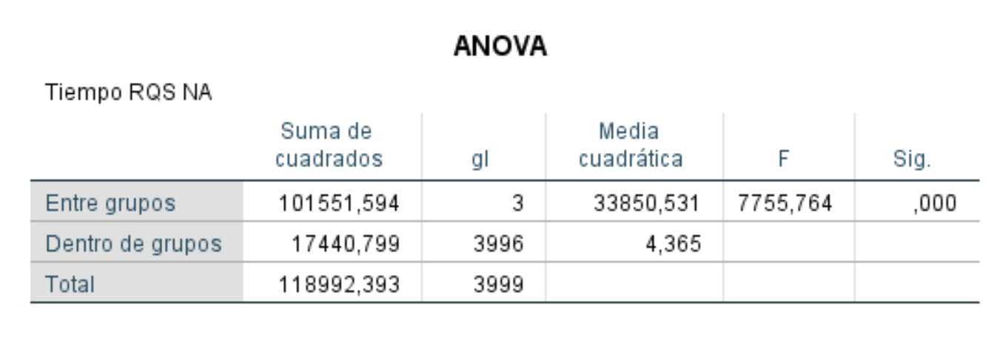 ANOVA
Tiempo RQS NA
Suma de cuadrados gl Media cuadrática F Sig.
Entre grupos 101551,594 3 33850,531 7755,764 ,000
Dentro de grupos 17440,799 3996 4,365
Total 118992,393 3999